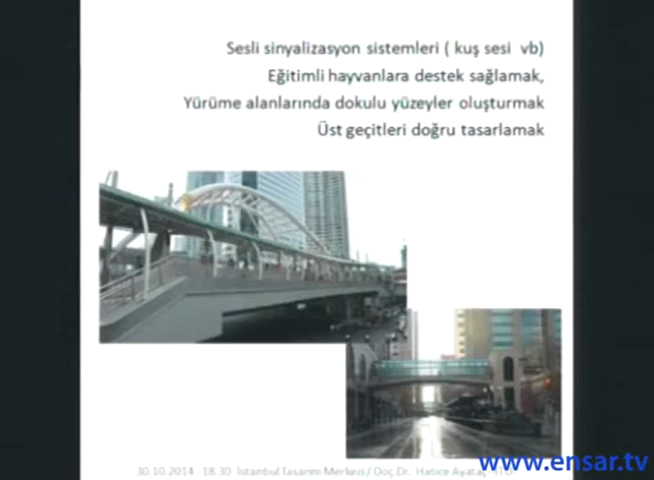 Sesli sinyalizasyon sistemleri ( kuş sesi vb)
Eğitimli hayvanlara destek sağlamak,
Yürüme alanlarında dokulu yüzeyler oluşturmak
Üst geçitleri doğru tasarlamak
30.10.2014 - 18.30 İstanbul Tasarım Merkezi / Doç.Dr. Hatice Ayataç
www.ensar.tv